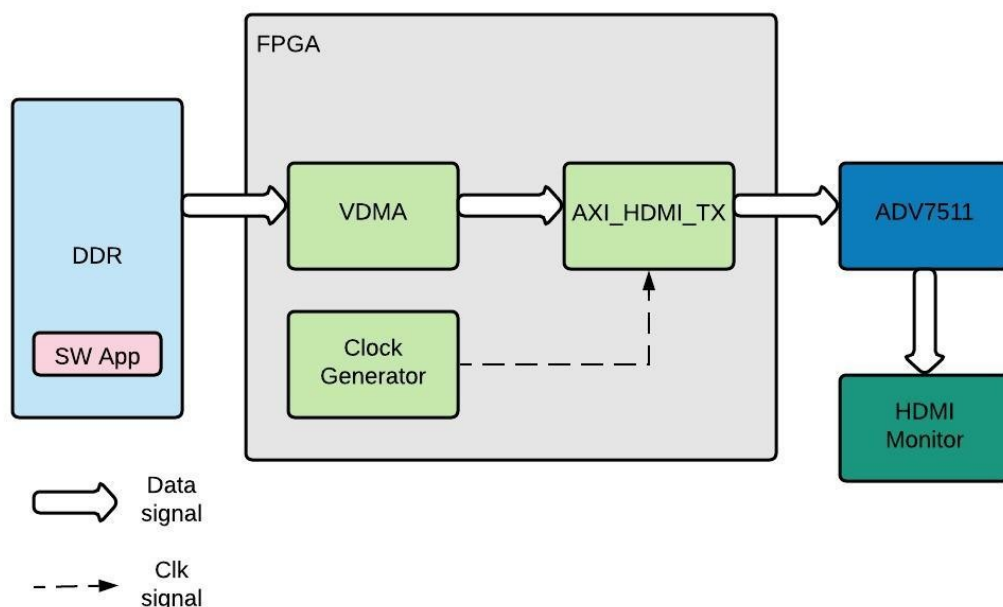 FPGA
DDR
SW App
VDMA
AXI_HDMI_TX
ADV7511
Clock
Generator
HDMI
Monitor
Data
signal
Clk
signal